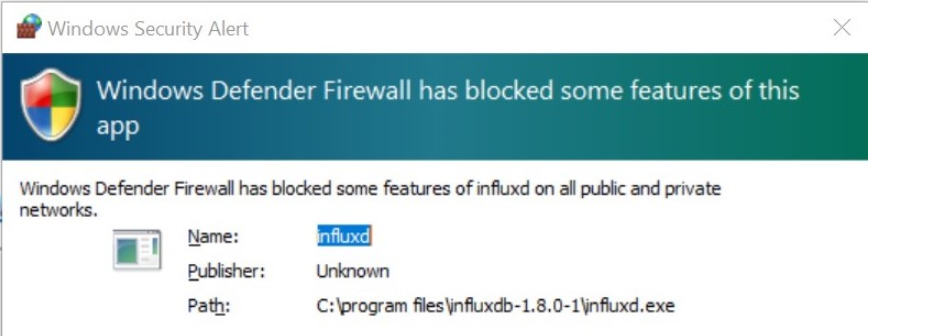 Windows Security Alert
Windows Defender Firewall has blocked some features of this
app
Windows Defender Firewall has blocked some features of influxd on all public and private
networks.
Name: influxd
Publisher: Unknown
Path: C:\program files\influxdb-1.8.0-1\influxd.exe